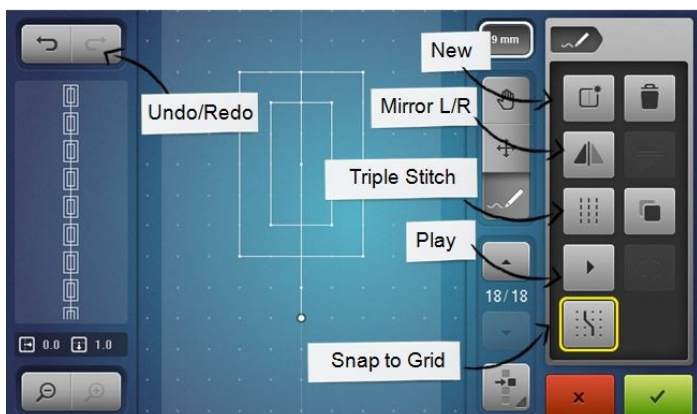 9 mm
New
Undo/Redo
Mirror L/R
Triple Stitch
Play
18/18
0.0 1.0
Snap to Grid